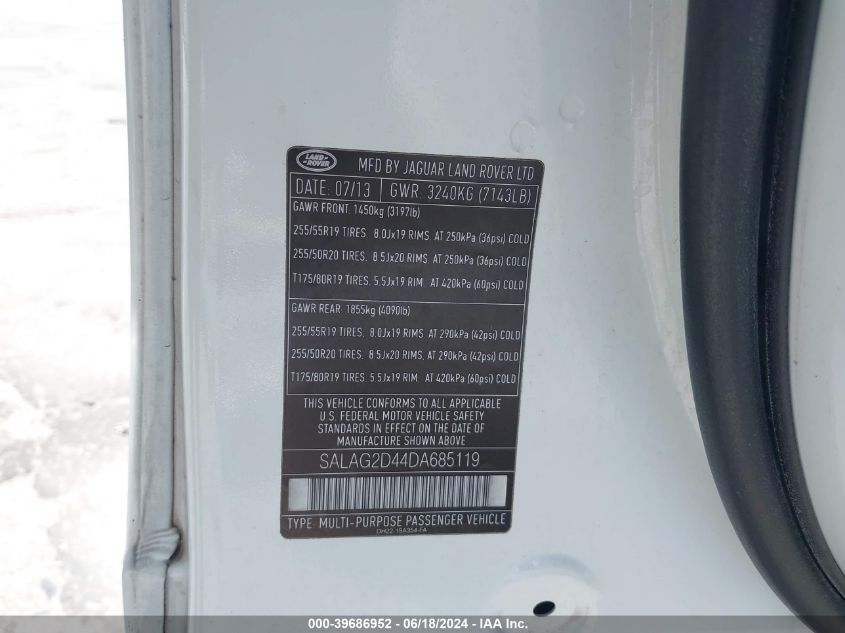 LAND
ROVER
MFD BY JAGUAR LAND ROVER LTD
DATE: 07/13 GWR: 3240KG (7143LB)
GAWR FRONT: 1450kg (3197lb)
255/55R19 TIRES. 8.0Jx19 RIMS. AT 250kPa (36psi) COLD
255/50R20 TIRES. 8.5Jx20 RIMS. AT 250kPa (36psi) COLD
T175/80R19 TIRES. 5.5Jx19 RIM. AT 420kPa (60psi) COLD
GAWR REAR: 1855kg (4090lb)
255/55R19 TIRES. 8.0Jx19 RIMS. AT 290kPa (42psi) COLD
255/50R20 TIRES. 8.5Jx20 RIMS. AT 290kPa (42psi) COLD
T175/80R19 TIRES. 5.5Jx19 RIM. AT 420kPa (60psi) COLD
THIS VEHICLE CONFORMS TO ALL APPLICABLE
U.S. FEDERAL MOTOR VEHICLE SAFETY
STANDARDS IN EFFECT ON THE DATE OF
MANUFACTURE SHOWN ABOVE
SALAG2D44DA685119
TYPE: MULTI-PURPOSE PASSENGER VEHICLE
DH22-19A354-EA
000-39686952 - 06/18/2024 - IAAI.com.